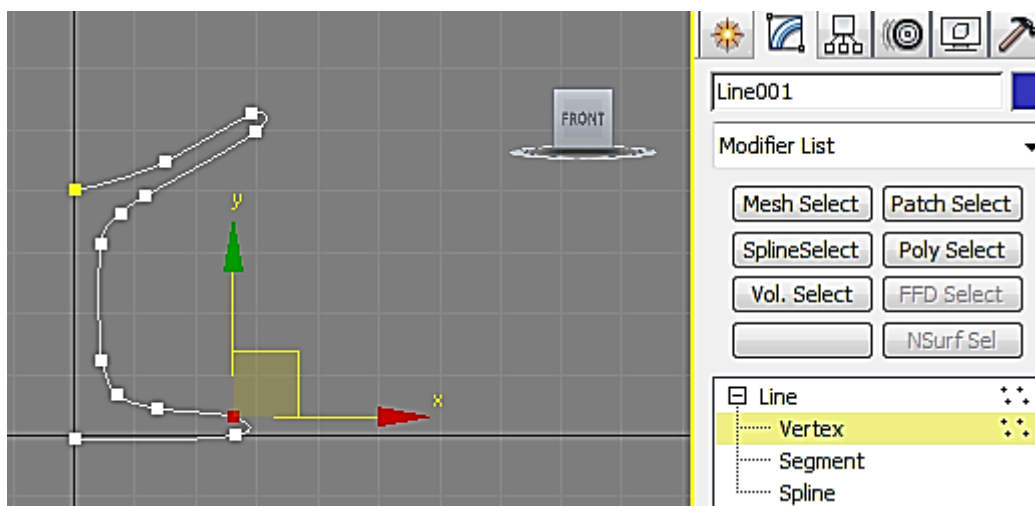 Line001
FRONT
Modifier List
y
Mesh Select
Patch Select
SplineSelect
Poly Select
Vol. Select
FFD Select
NSurf Sel
x
Line
Vertex
Segment
Spline